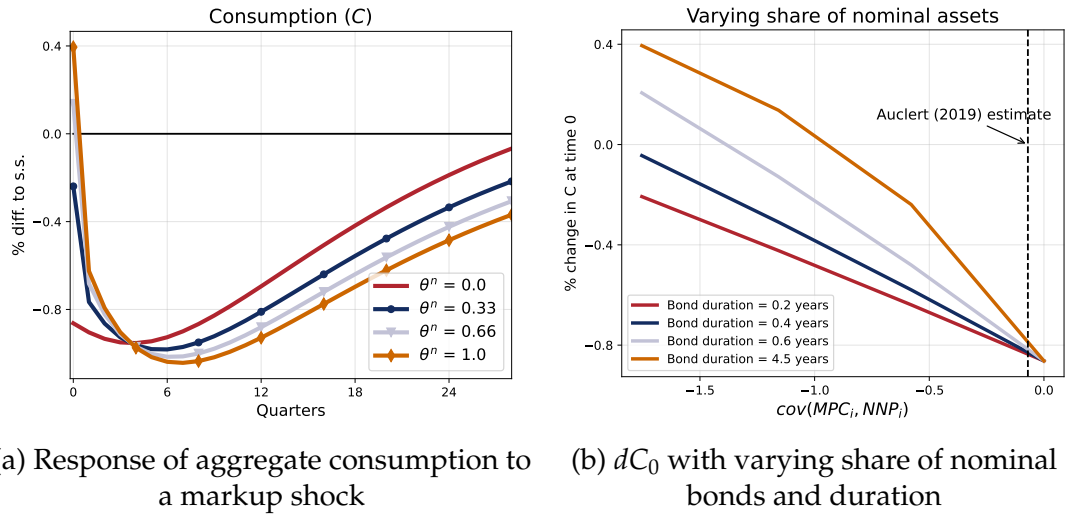 Consumption (C)
% diff. to s.s.
0.4
0.0
−0.4
−0.8
θⁿ = 0.0
θⁿ = 0.33
θⁿ = 0.66
θⁿ = 1.0
0 6 12 18 24
Quarters
) Response of aggregate consumption to
a markup shock
Varying share of nominal assets
% change in C at time 0
0.4
0.0
−0.4
−0.8
Auclert (2019) estimate
Bond duration = 0.2 years
Bond duration = 0.4 years
Bond duration = 0.6 years
Bond duration = 4.5 years
−1.5 −1.0 −0.5 0.0
cov(MPCᵢ, NNPᵢ)
(b) dC₀ with varying share of nominal
bonds and duration